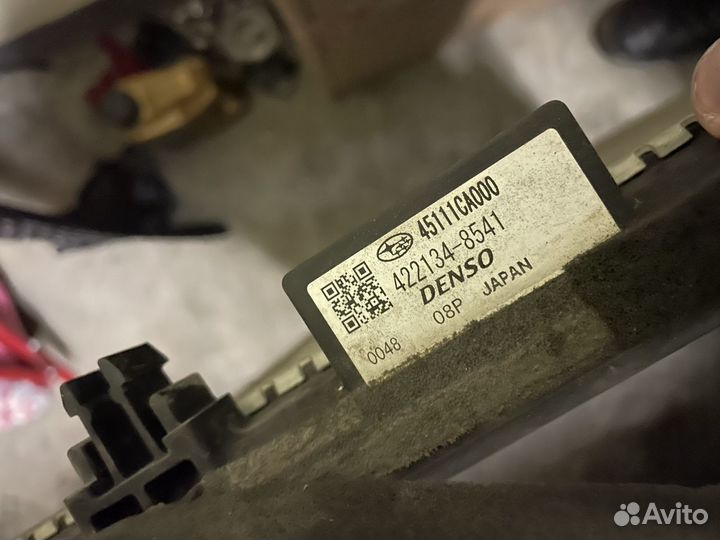 45111CA000
422134-8541
DENSO
0048 08P JAPAN
Avito